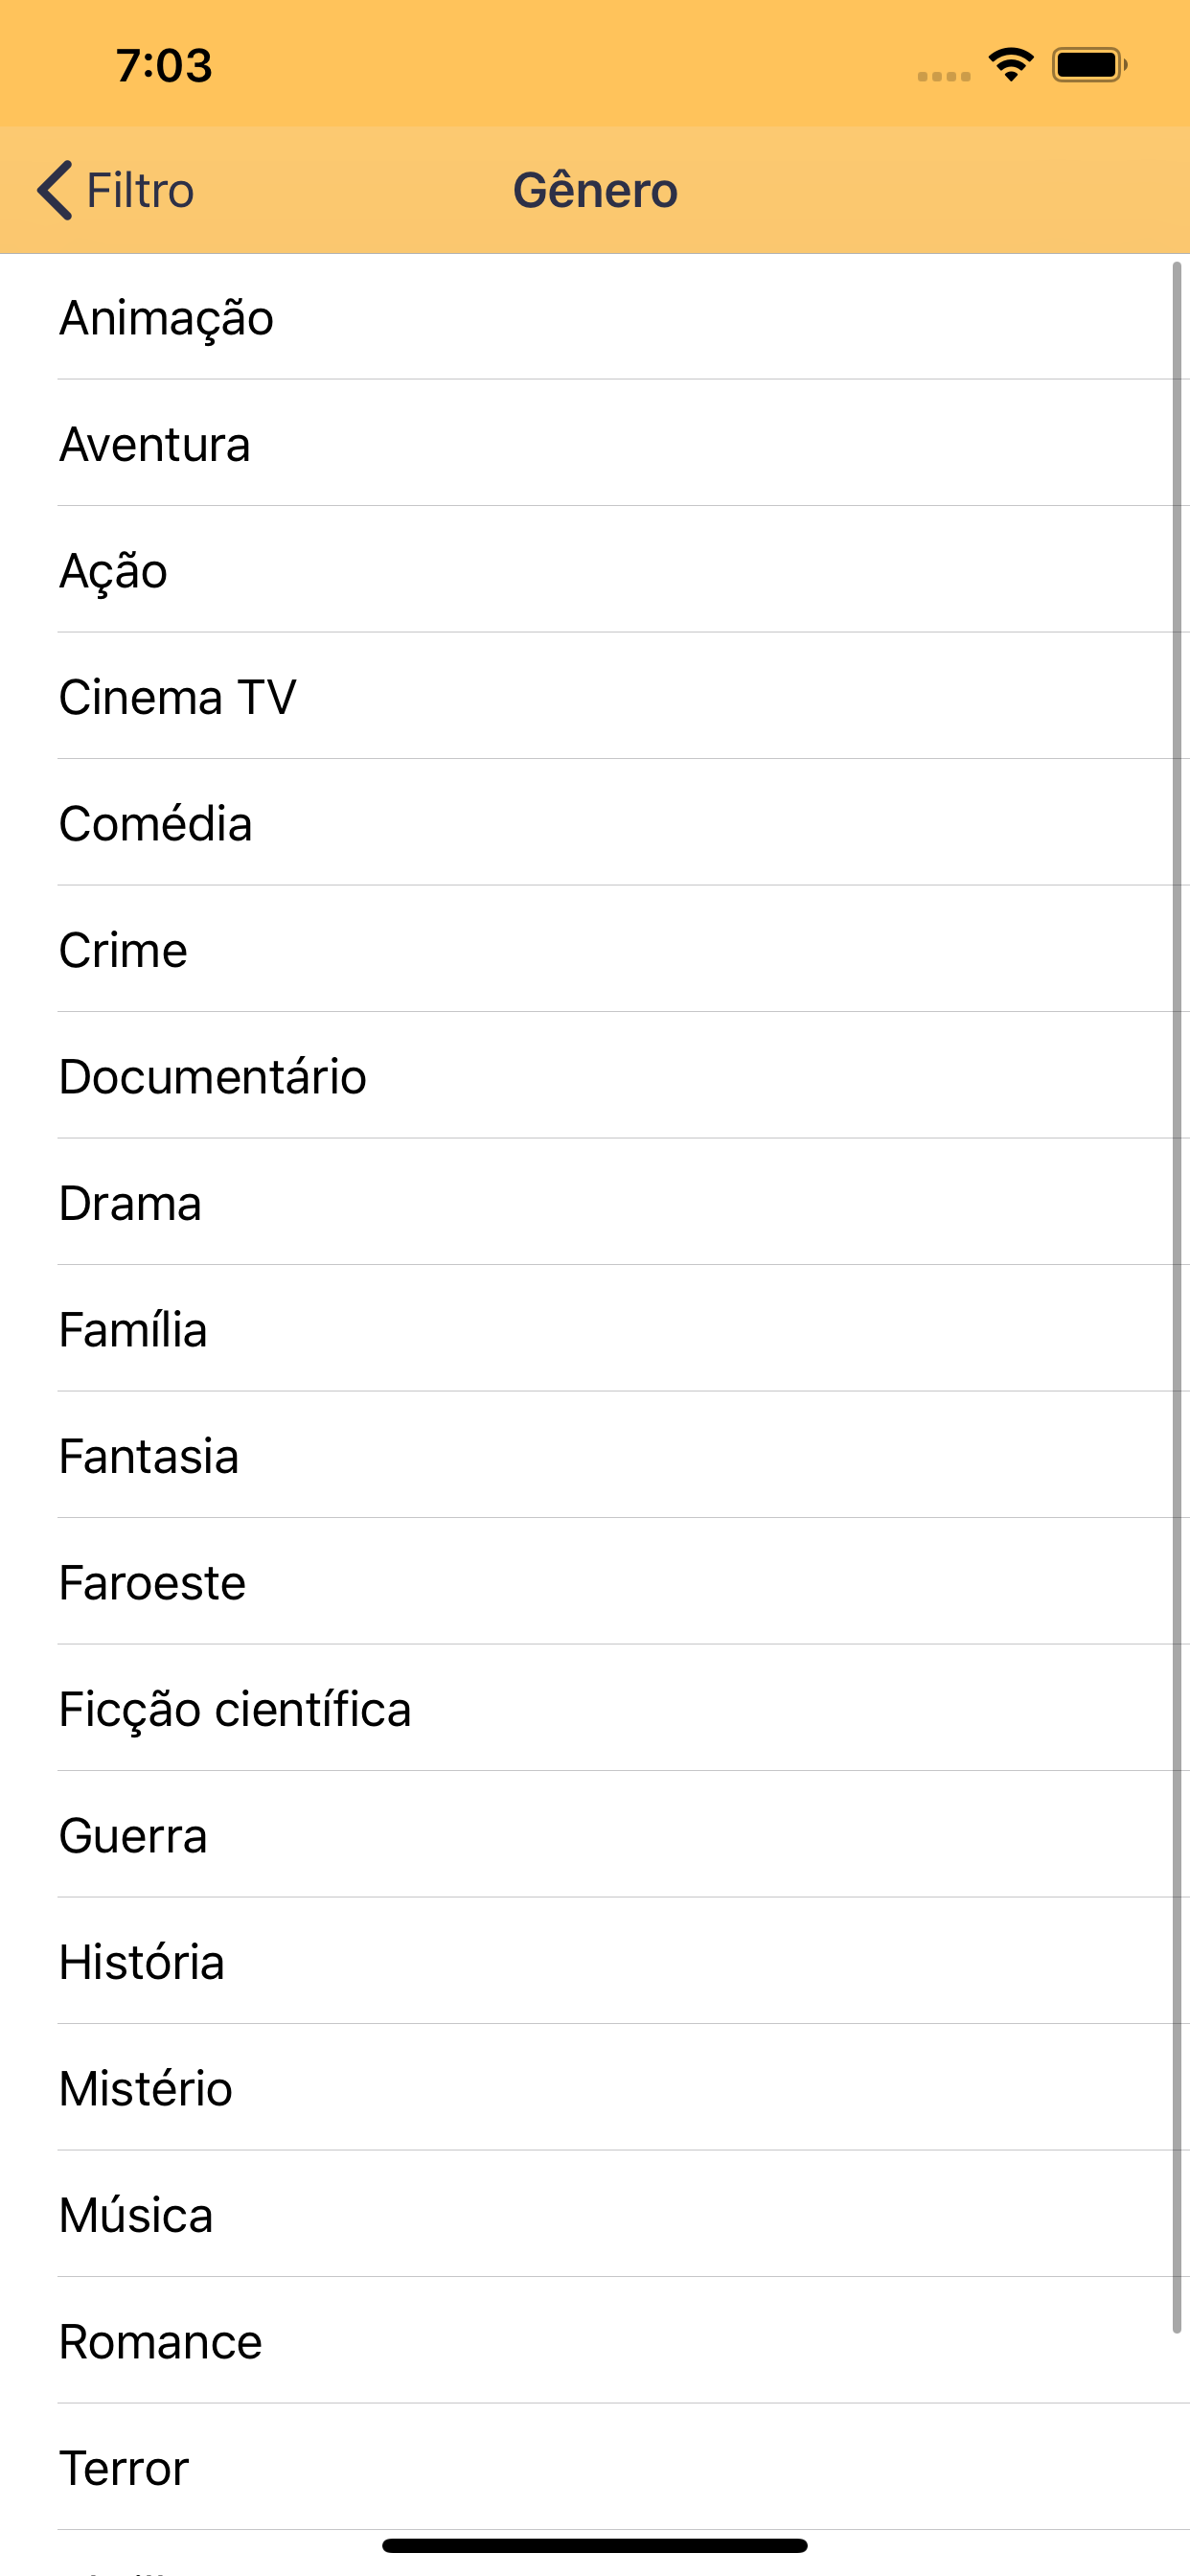 7:03
Filtro
Gênero
Animação
Aventura
Ação
Cinema TV
Comédia
Crime
Documentário
Drama
Família
Fantasia
Faroeste
Ficção científica
Guerra
História
Mistério
Música
Romance
Terror